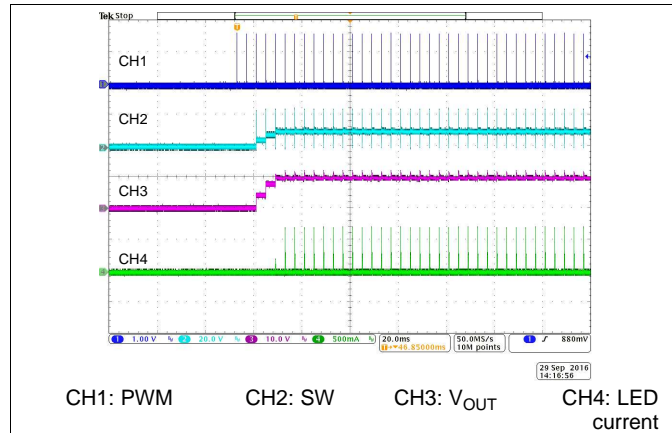 Tek Stop
T
CH1
CH2
CH3
CH4
1 1.00 V 2 20.0 V 3 10.0 V 4 500mA 20.0ms 50.0MS/s 1 880mV
T→▼46.85000ms 10M points
29 Sep 2016
14:16:56
CH1: PWM CH2: SW CH3: VOUT CH4: LED
current